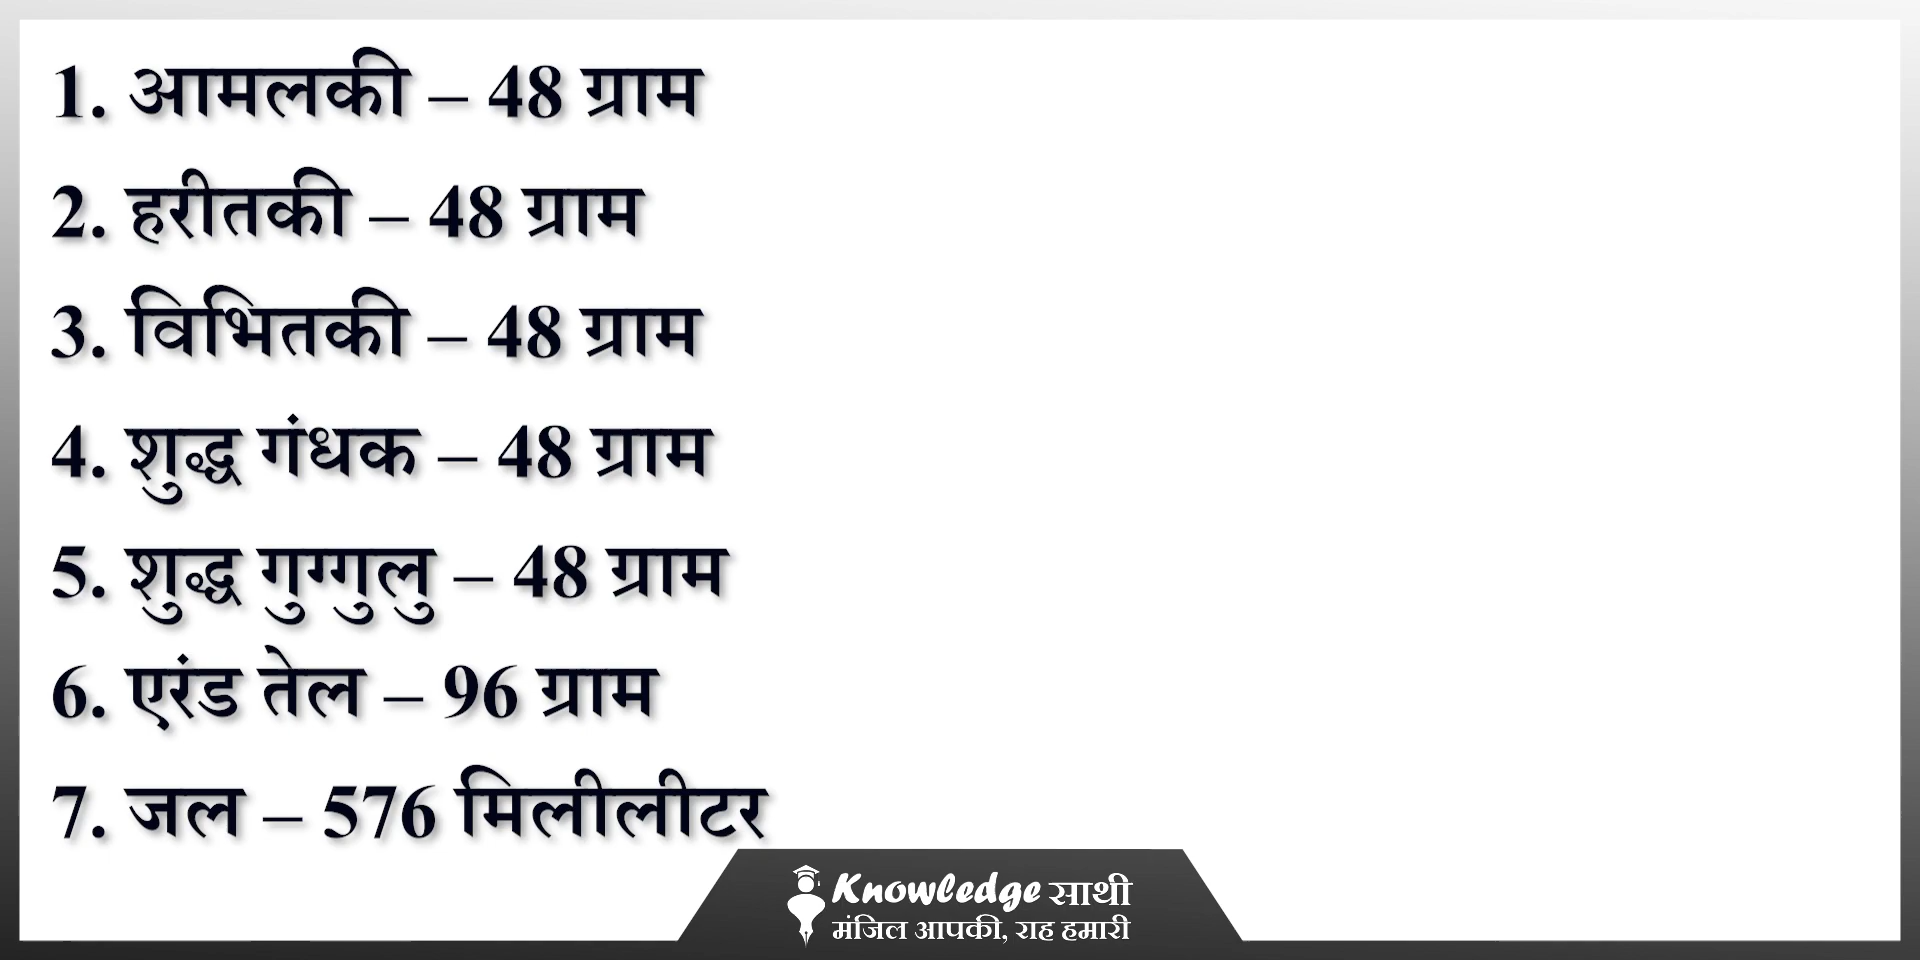 1. आमलकी – 48 ग्राम
2. हरीतकी – 48 ग्राम
3. विभितकी – 48 ग्राम
4. शुद्ध गंधक – 48 ग्राम
5. शुद्ध गुग्गुलु – 48 ग्राम
6. एरंड तेल – 96 ग्राम
7. जल – 576 मिलीलीटर
Knowledge साथी
मंजिल आपकी, राह हमारी